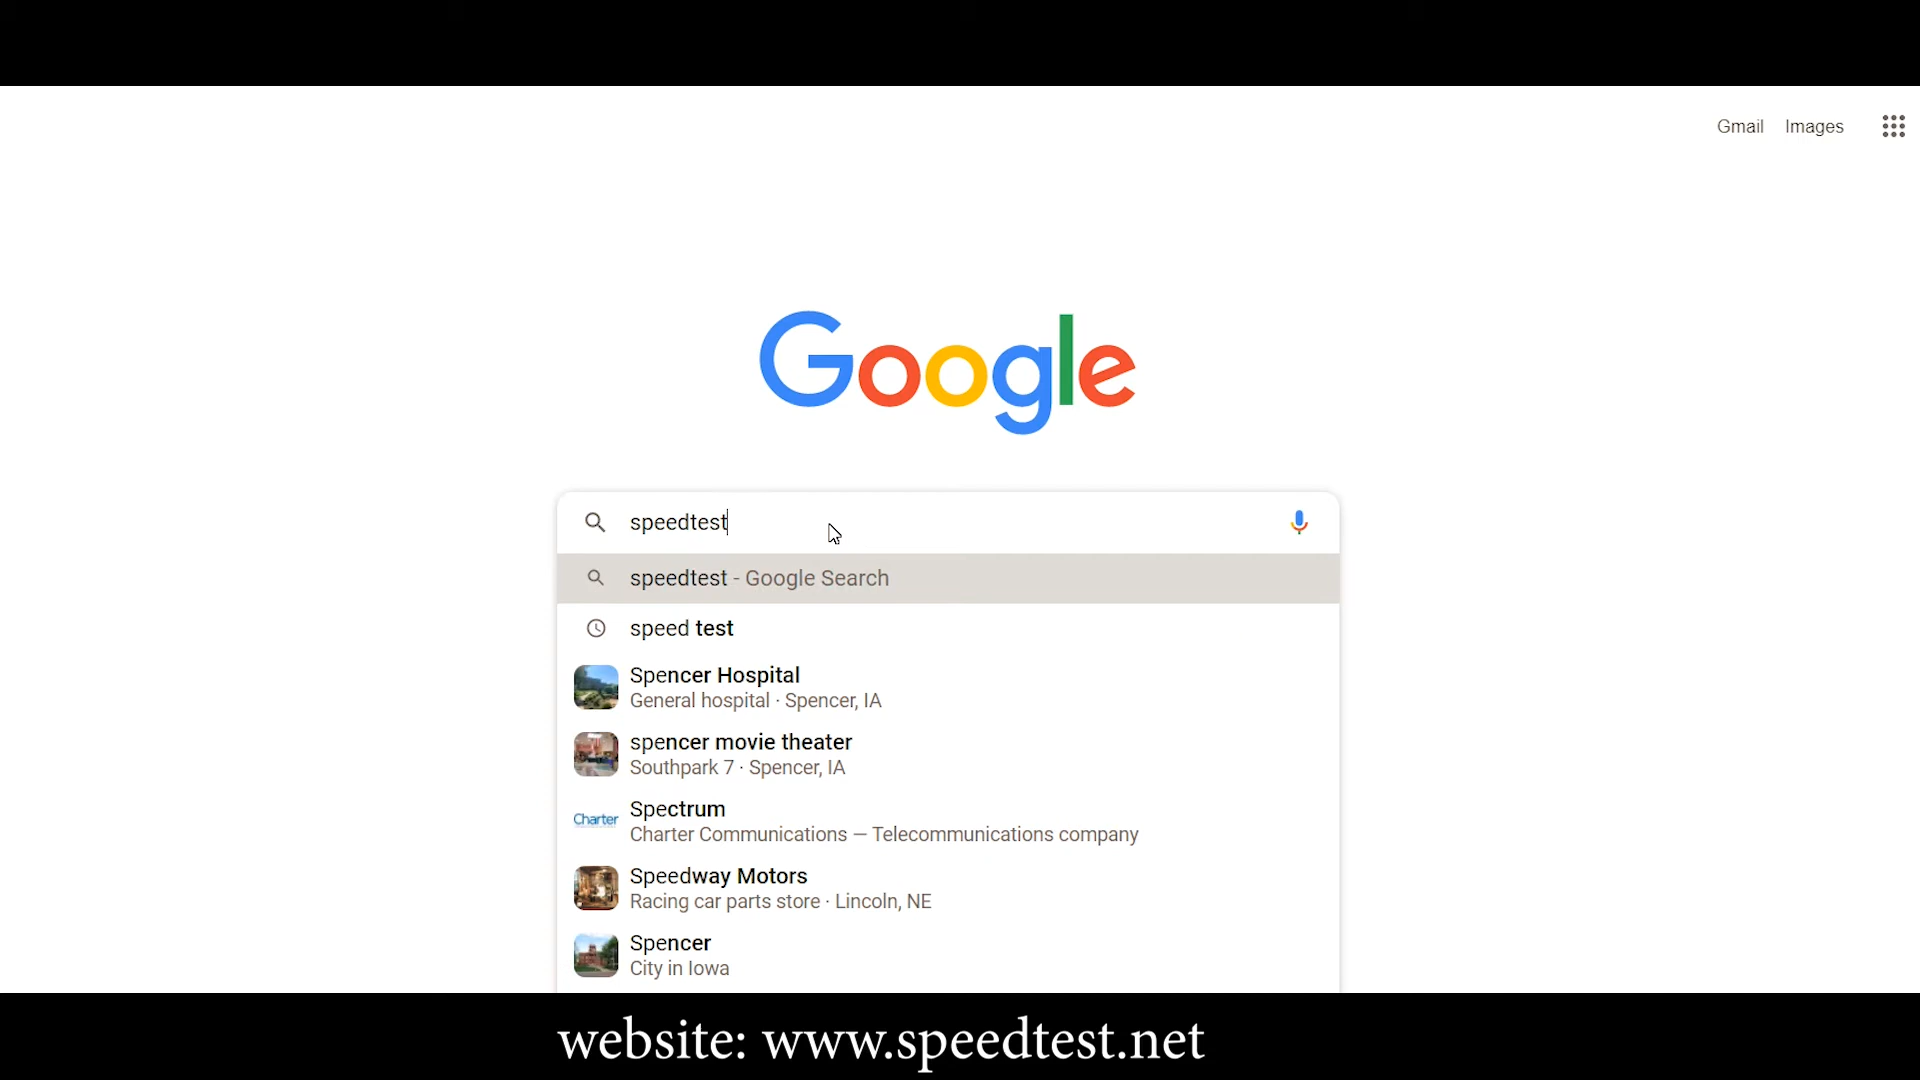 Gmail Images
Google
speedtest
speedtest - Google Search
speed test
Spencer Hospital
General hospital · Spencer, IA
spencer movie theater
Southpark 7 · Spencer, IA
Charter
Spectrum
Charter Communications — Telecommunications company
Speedway Motors
Racing car parts store · Lincoln, NE
Spencer
City in Iowa
website: www.speedtest.net